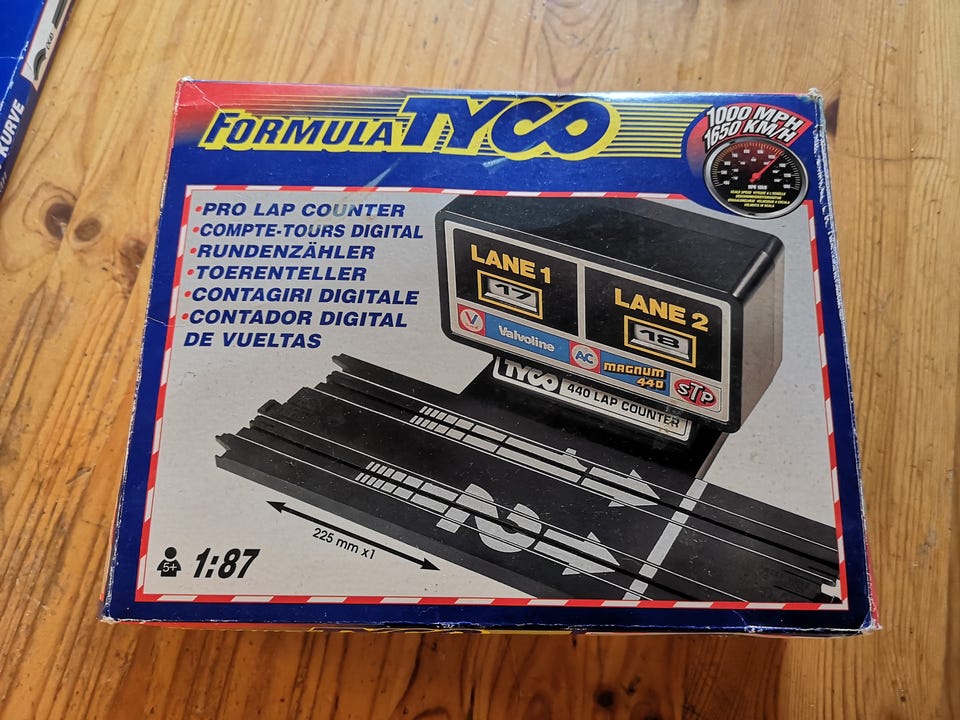 KURVE
FORMULA TYCO
1000 MPH
1650 KM/H
•PRO LAP COUNTER
•COMPTE-TOURS DIGITAL
•RUNDENZÄHLER
•TOERENTELLER
•CONTAGIRI DIGITALE
•CONTADOR DIGITAL
DE VUELTAS
LANE 1
17
LANE 2
18
V Valvoline
AC
MAGNUM
440
STP
TYCO 440 LAP COUNTER
1
2
225 mm x1
5+
1:87